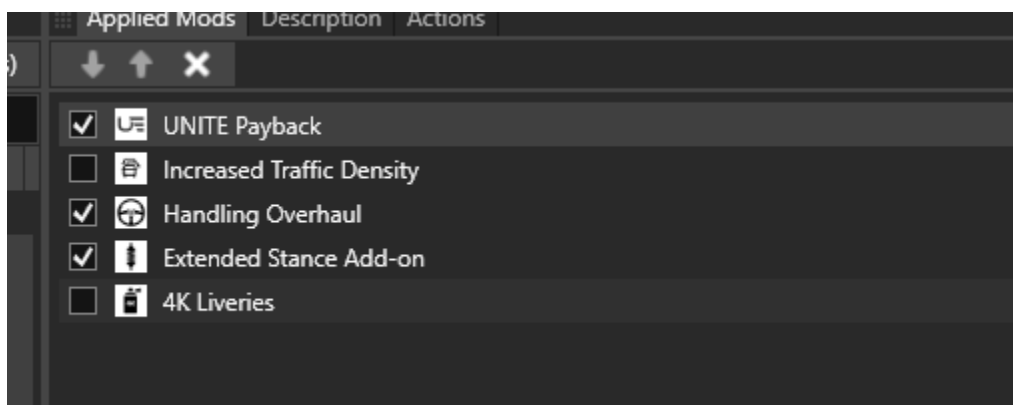 s)
Applied Mods Description Actions
UNITE Payback
Increased Traffic Density
Handling Overhaul
Extended Stance Add-on
4K Liveries